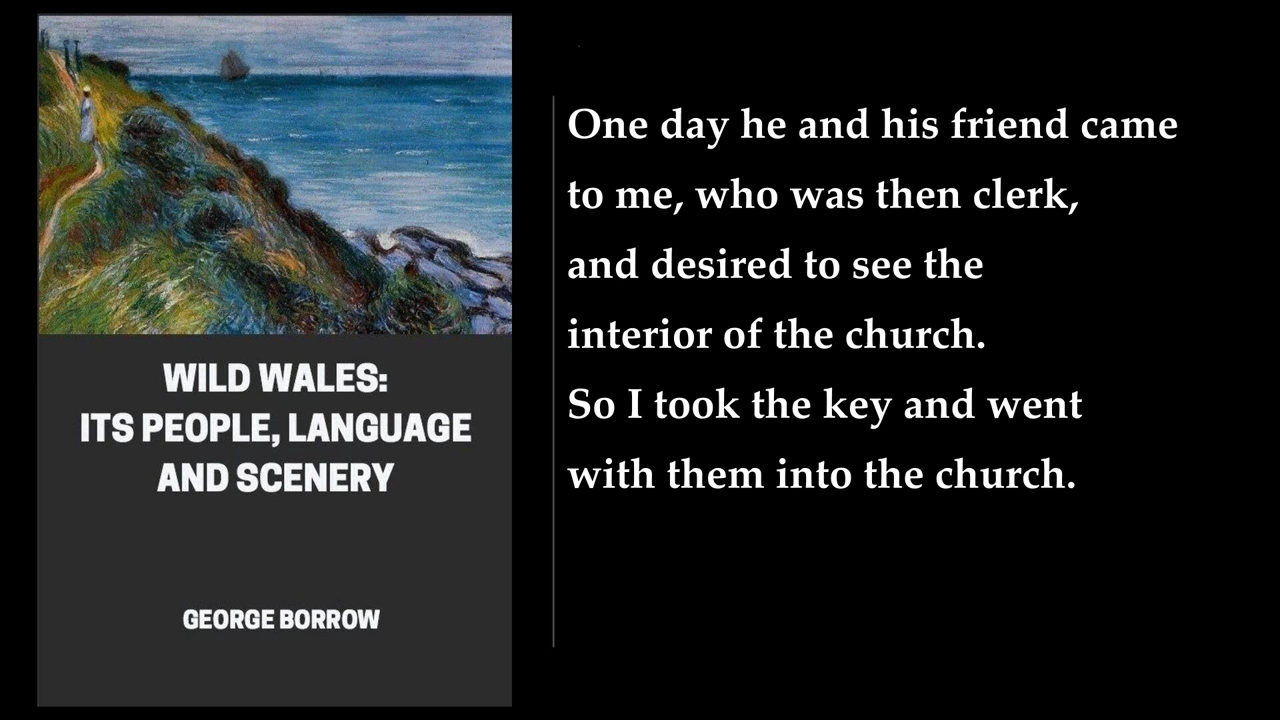 WILD WALES:
ITS PEOPLE, LANGUAGE
AND SCENERY
GEORGE BORROW
One day he and his friend came
to me, who was then clerk,
and desired to see the
interior of the church.
So I took the key and went
with them into the church.